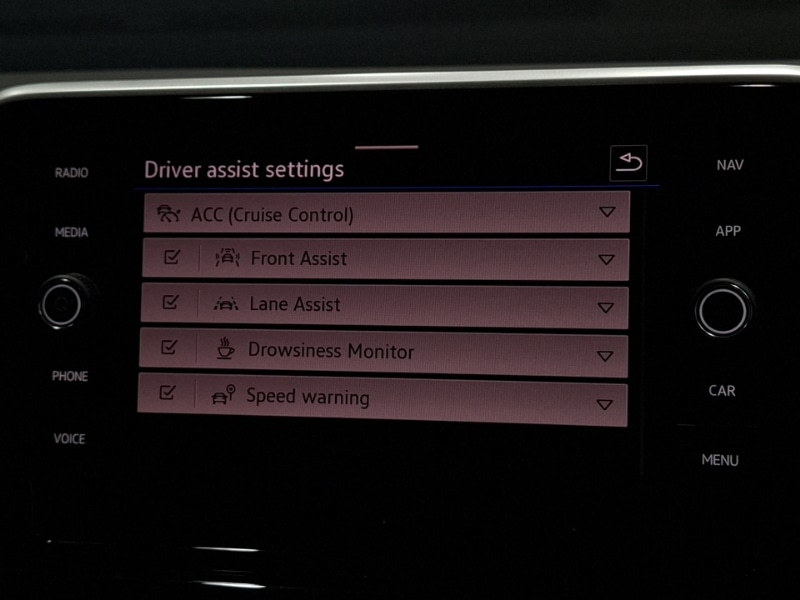 RADIO
MEDIA
PHONE
VOICE
Driver assist settings
ACC (Cruise Control)
Front Assist
Lane Assist
Drowsiness Monitor
Speed warning
NAV
APP
CAR
MENU